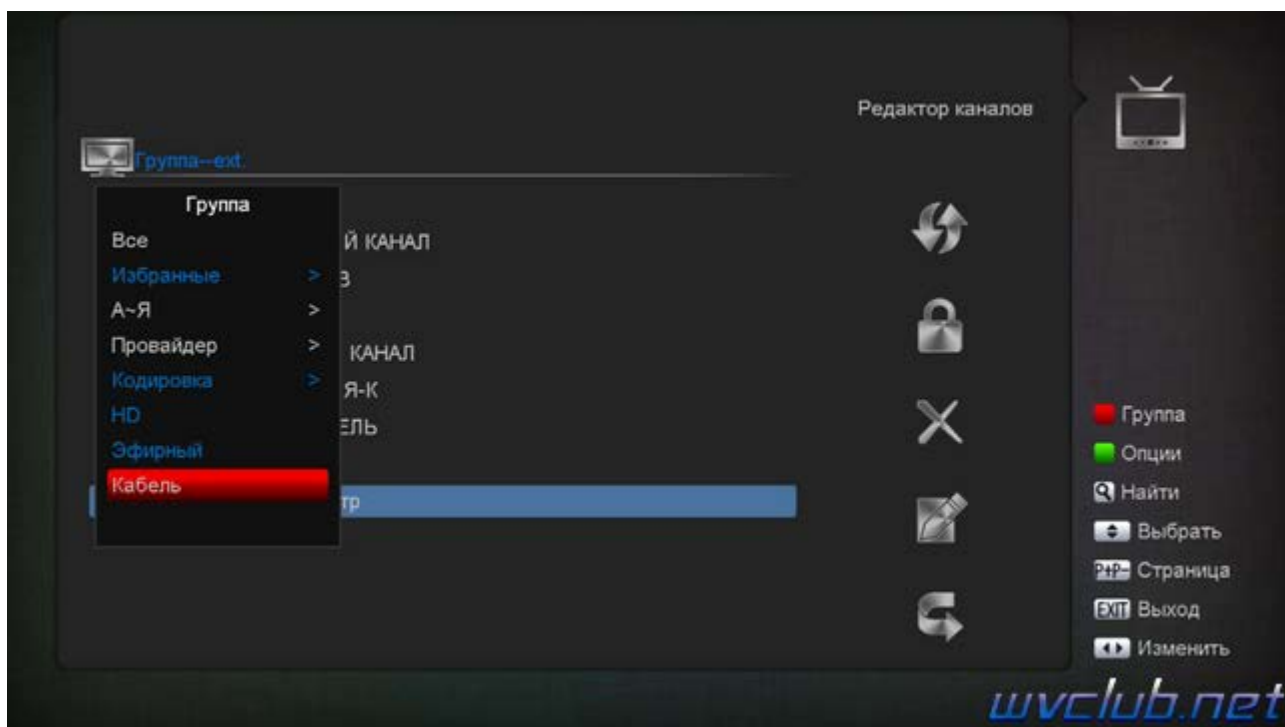 Редактор каналов
Группа--ext.
Группа
Все
Избранные >
А~Я >
Провайдер >
Кодировка >
HD
Эфирный
Кабель
Й КАНАЛ
В
КАНАЛ
Я-К
ЕЛЬ
тр
Группа
Опции
Найти
Выбрать
P+P- Страница
EXIT Выход
Изменить
wvclub.net